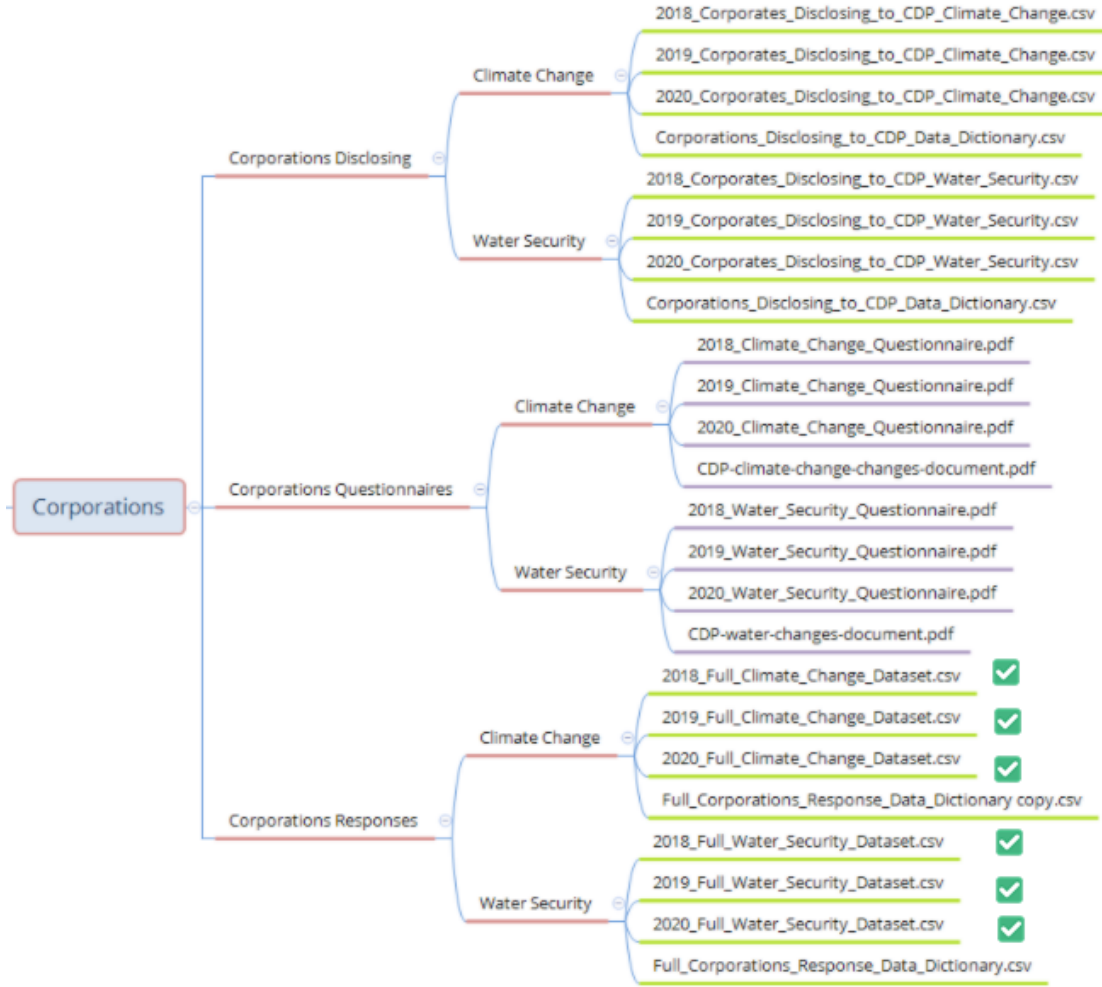 Corporations
Corporations Disclosing
Climate Change
2018_Corporates_Disclosing_to_CDP_Climate_Change.csv
2019_Corporates_Disclosing_to_CDP_Climate_Change.csv
2020_Corporates_Disclosing_to_CDP_Climate_Change.csv
Corporations_Disclosing_to_CDP_Data_Dictionary.csv
Water Security
2018_Corporates_Disclosing_to_CDP_Water_Security.csv
2019_Corporates_Disclosing_to_CDP_Water_Security.csv
2020_Corporates_Disclosing_to_CDP_Water_Security.csv
Corporations_Disclosing_to_CDP_Data_Dictionary.csv
Corporations Questionnaires
Climate Change
2018_Climate_Change_Questionnaire.pdf
2019_Climate_Change_Questionnaire.pdf
2020_Climate_Change_Questionnaire.pdf
CDP-climate-change-changes-document.pdf
Water Security
2018_Water_Security_Questionnaire.pdf
2019_Water_Security_Questionnaire.pdf
2020_Water_Security_Questionnaire.pdf
CDP-water-changes-document.pdf
Corporations Responses
Climate Change
2018_Full_Climate_Change_Dataset.csv
2019_Full_Climate_Change_Dataset.csv
2020_Full_Climate_Change_Dataset.csv
Full_Corporations_Response_Data_Dictionary copy.csv
Water Security
2018_Full_Water_Security_Dataset.csv
2019_Full_Water_Security_Dataset.csv
2020_Full_Water_Security_Dataset.csv
Full_Corporations_Response_Data_Dictionary.csv